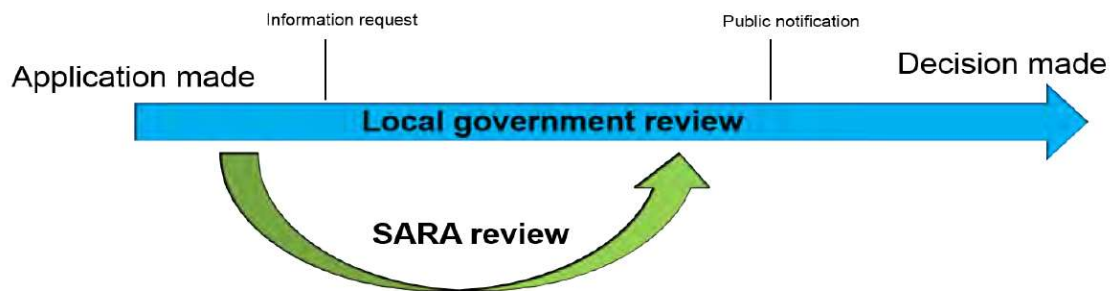 Information request
Public notification
Application made
Decision made
Local government review
SARA review